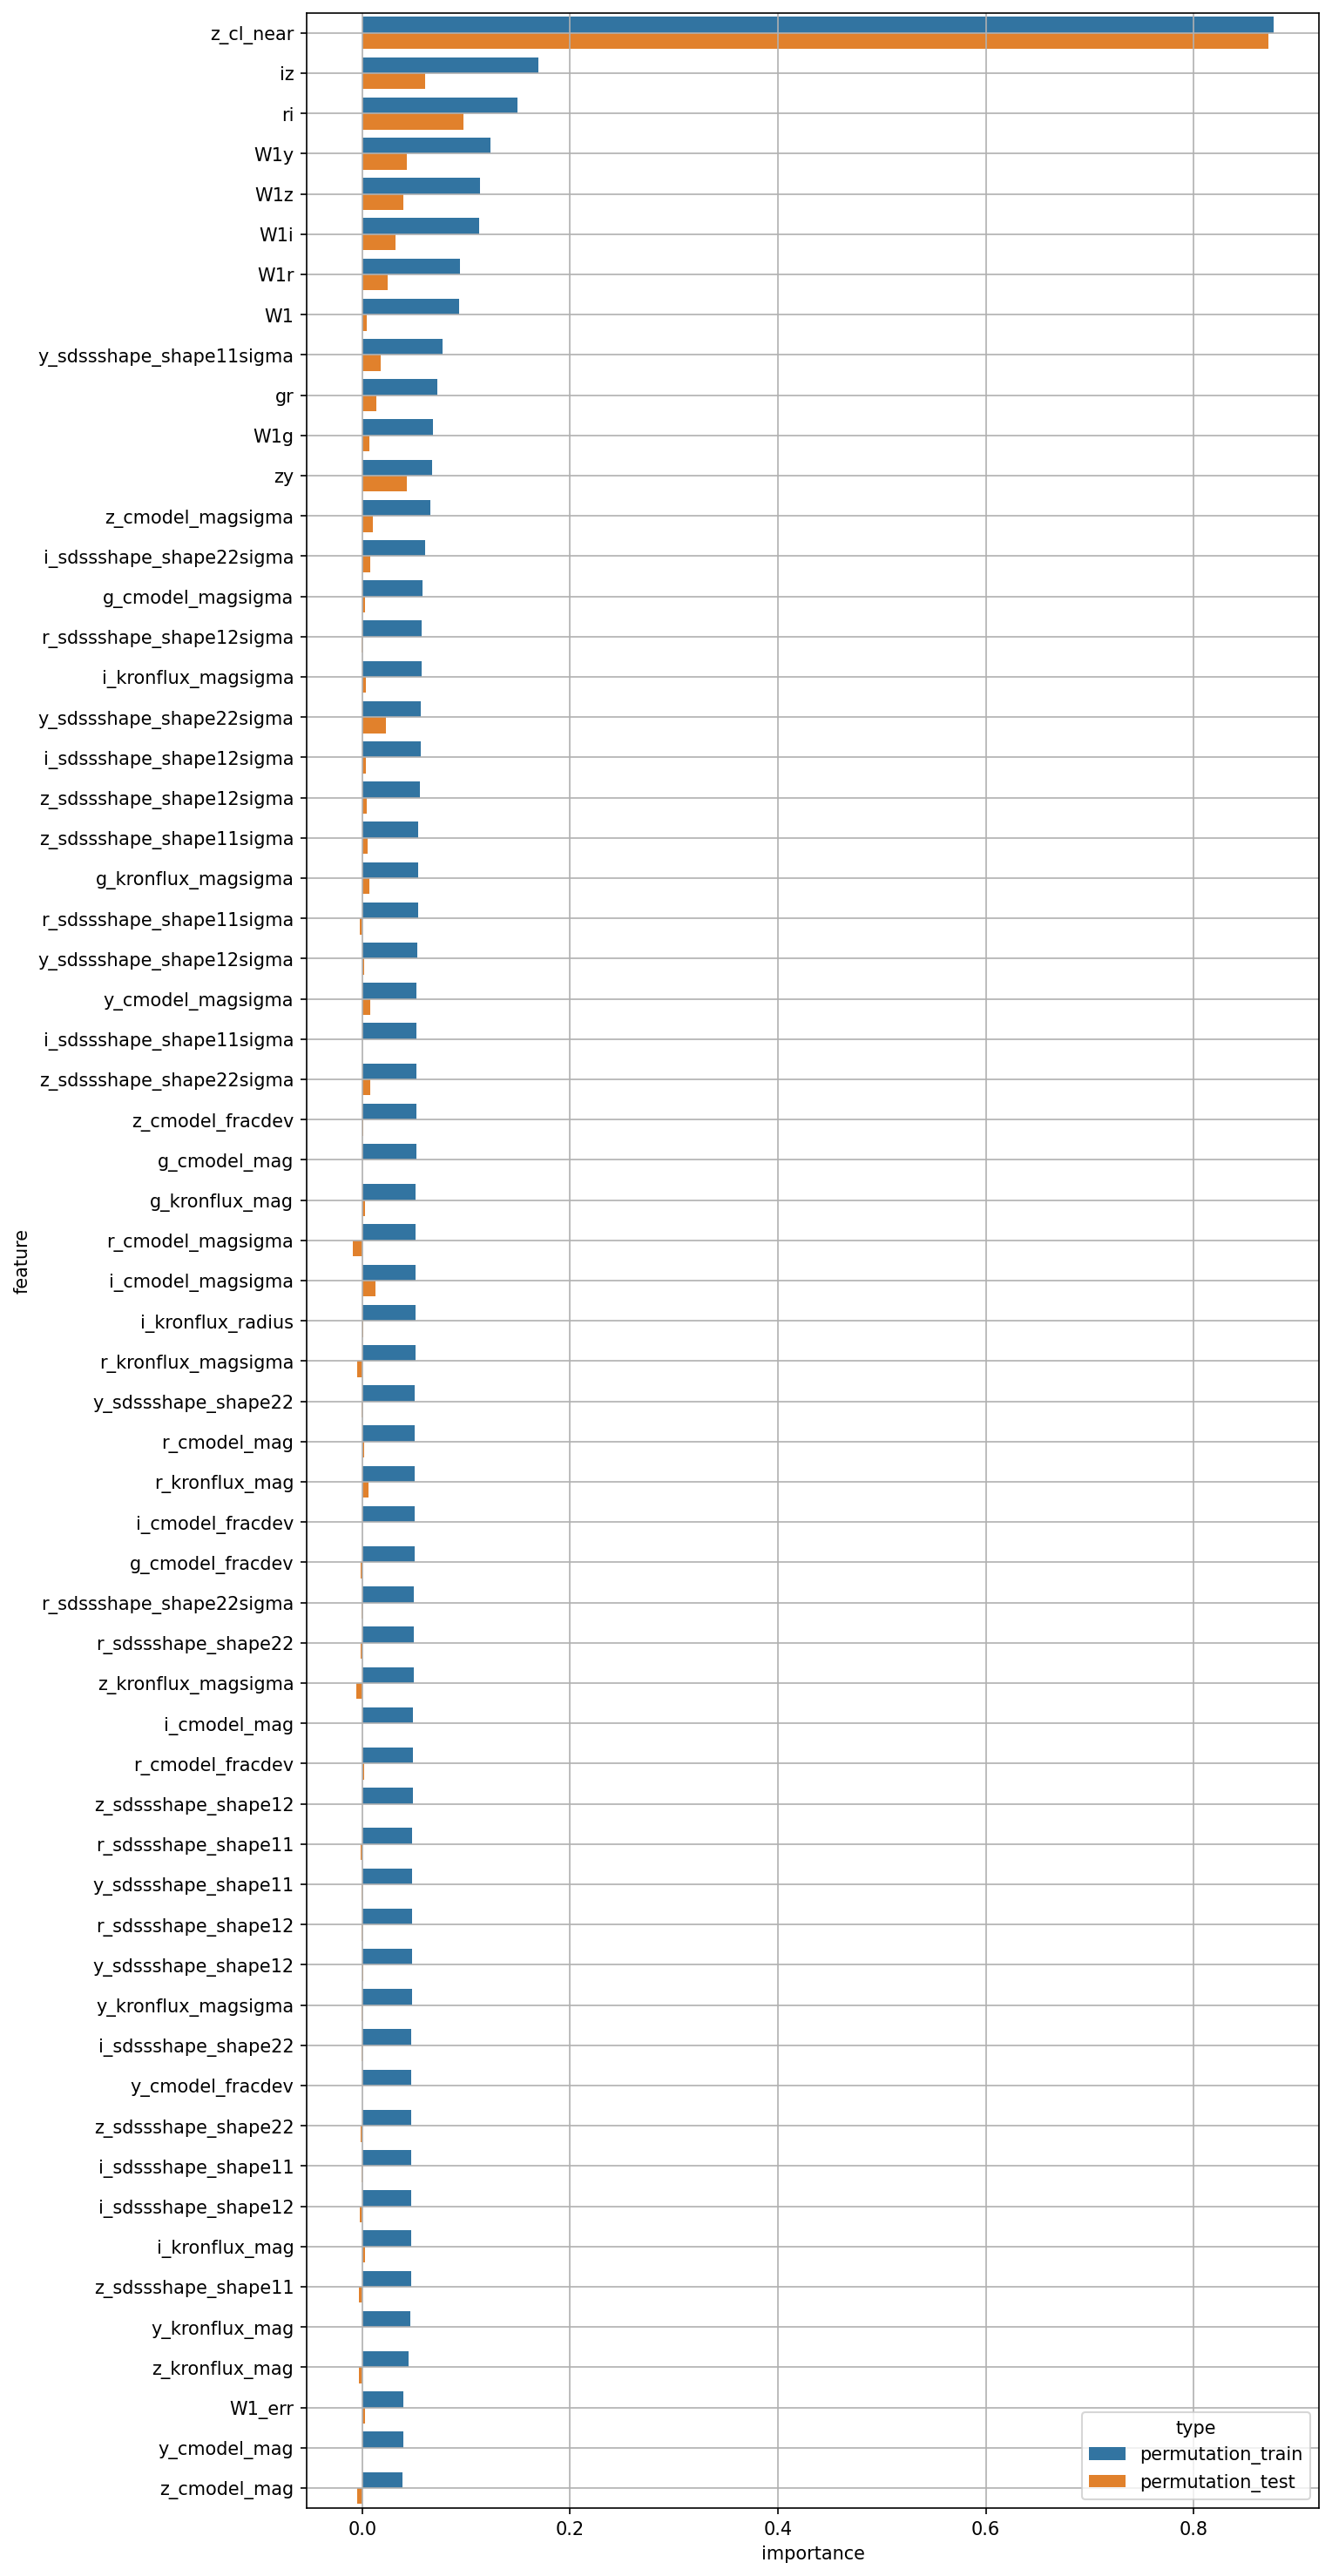 z_cl_near
iz
ri
W1y
W1z
W1i
W1r
W1
y_sdssshape_shape11sigma
gr
W1g
zy
z_cmodel_magsigma
i_sdssshape_shape22sigma
g_cmodel_magsigma
r_sdssshape_shape12sigma
i_kronflux_magsigma
y_sdssshape_shape22sigma
i_sdssshape_shape12sigma
z_sdssshape_shape12sigma
z_sdssshape_shape11sigma
g_kronflux_magsigma
r_sdssshape_shape11sigma
y_sdssshape_shape12sigma
y_cmodel_magsigma
i_sdssshape_shape11sigma
z_sdssshape_shape22sigma
z_cmodel_fracdev
g_cmodel_mag
g_kronflux_mag
r_cmodel_magsigma
i_cmodel_magsigma
i_kronflux_radius
r_kronflux_magsigma
y_sdssshape_shape22
r_cmodel_mag
r_kronflux_mag
i_cmodel_fracdev
g_cmodel_fracdev
r_sdssshape_shape22sigma
r_sdssshape_shape22
z_kronflux_magsigma
i_cmodel_mag
r_cmodel_fracdev
z_sdssshape_shape12
r_sdssshape_shape11
y_sdssshape_shape11
r_sdssshape_shape12
y_sdssshape_shape12
y_kronflux_magsigma
i_sdssshape_shape22
y_cmodel_fracdev
z_sdssshape_shape22
i_sdssshape_shape11
i_sdssshape_shape12
i_kronflux_mag
z_sdssshape_shape11
y_kronflux_mag
z_kronflux_mag
W1_err
y_cmodel_mag
z_cmodel_mag
feature
type
permutation_train
permutation_test
0.0 0.2 0.4 0.6 0.8
importance